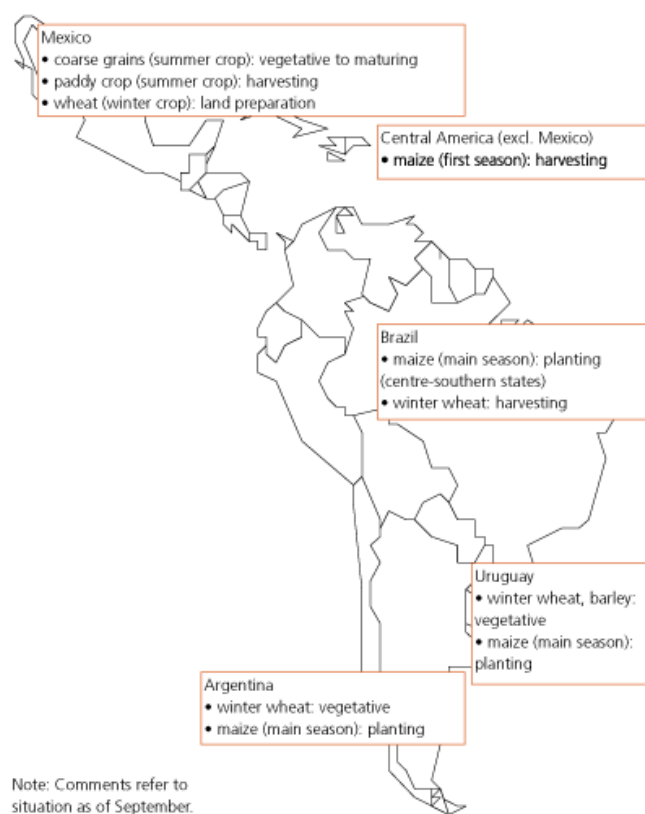 Mexico
• coarse grains (summer crop): vegetative to maturing
• paddy crop (summer crop): harvesting
• wheat (winter crop): land preparation
Central America (excl. Mexico)
• maize (first season): harvesting
Brazil
• maize (main season): planting
(centre-southern states)
• winter wheat: harvesting
Uruguay
• winter wheat, barley:
vegetative
• maize (main season):
planting
Argentina
• winter wheat: vegetative
• maize (main season): planting
Note: Comments refer to
situation as of September.